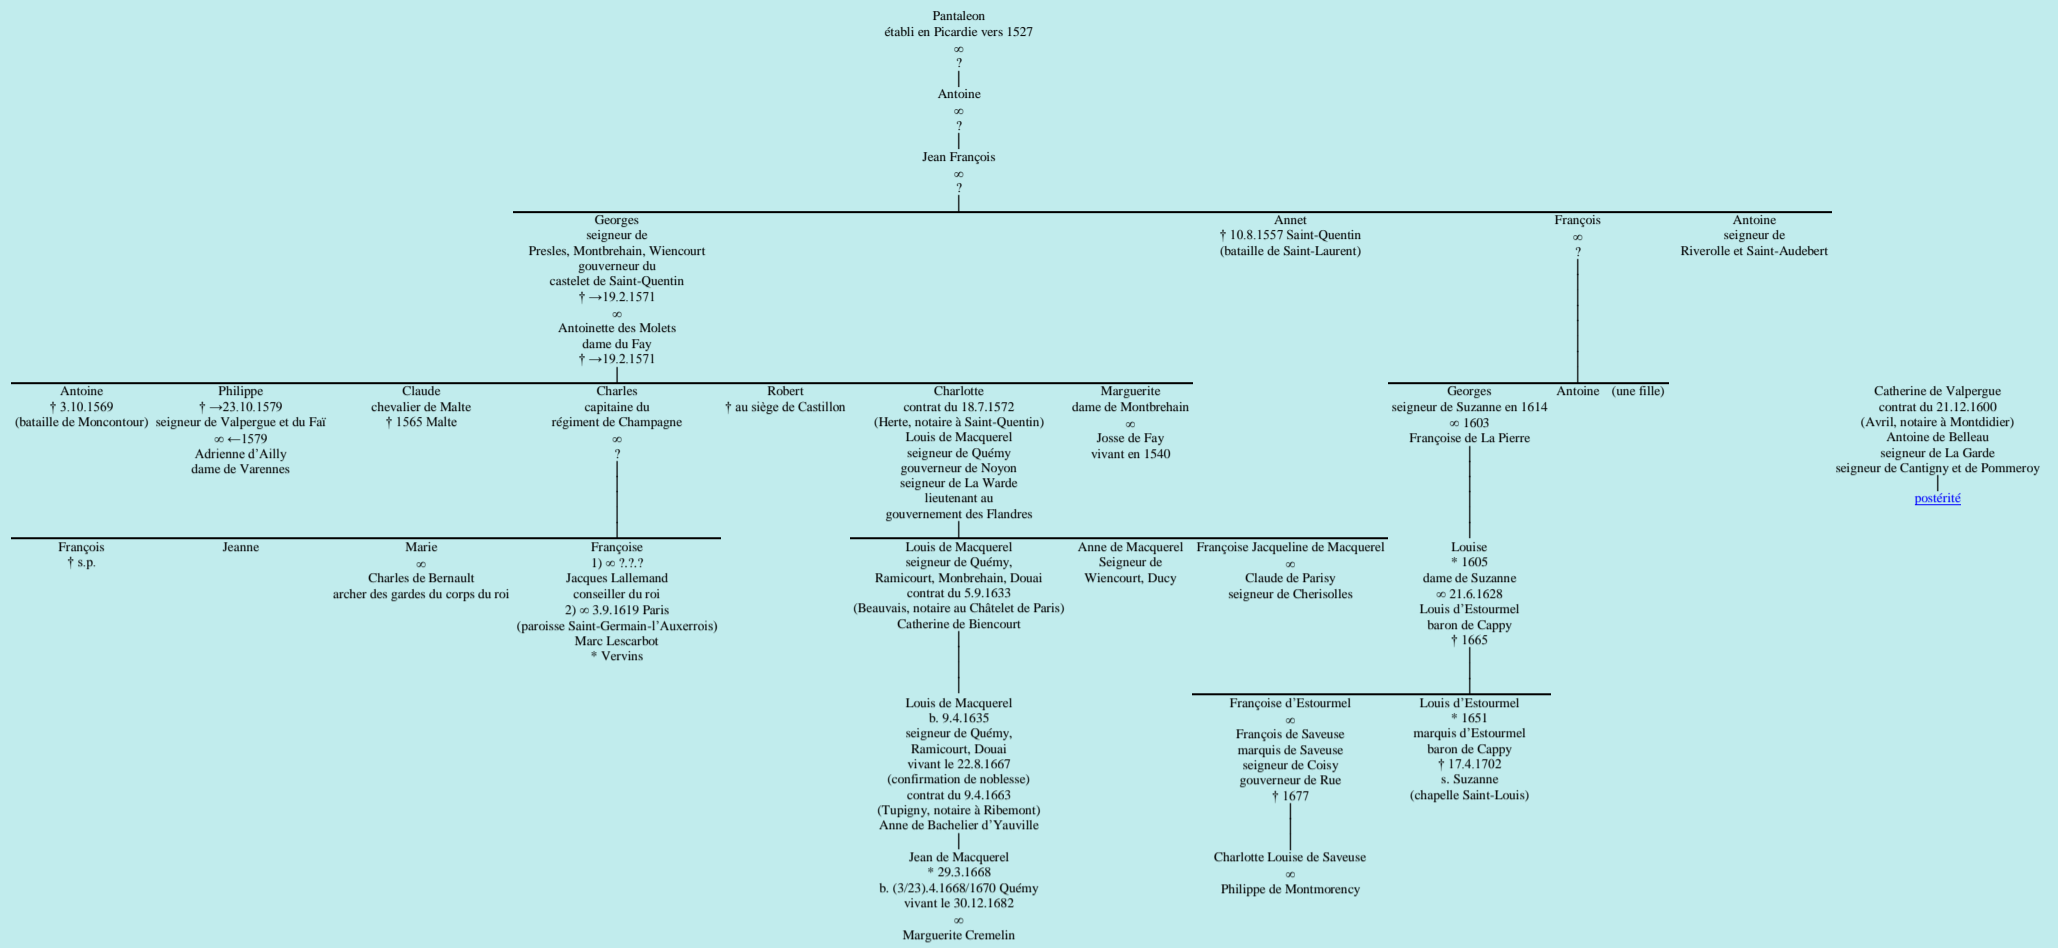 Pantaleon
établi en Picardie vers 1527
∞
?
Antoine
∞
?
Jean François
∞
?
Georges
seigneur de
Presles, Montbrehain, Wiencourt
gouverneur du
castelet de Saint-Quentin
† →19.2.1571
∞
Antoinette des Molets
dame du Fay
† →19.2.1571
Annet
† 10.8.1557 Saint-Quentin
(bataille de Saint-Laurent)
François
∞
?
Antoine
seigneur de
Riverolle et Saint-Audebert
Antoine
† 3.10.1569
(bataille de Moncontour)
Philippe
† →23.10.1579
seigneur de Valpergue et du Faï
∞ ←1579
Adrienne d’Ailly
dame de Varennes
Claude
chevalier de Malte
† 1565 Malte
Charles
capitaine du
régiment de Champagne
∞
?
Robert
† au siège de Castillon
Charlotte
contrat du 18.7.1572
(Herte, notaire à Saint-Quentin)
Louis de Macquerel
seigneur de Quémy
gouverneur de Noyon
seigneur de La Warde
lieutenant au
gouvernement des Flandres
Marguerite
dame de Montbrehain
∞
Josse de Fay
vivant en 1540
Georges
seigneur de Suzanne en 1614
∞ 1603
Françoise de La Pierre
Antoine
(une fille)
Catherine de Valpergue
contrat du 21.12.1600
(Avril, notaire à Montdidier)
Antoine de Belleau
seigneur de La Garde
seigneur de Cantigny et de Pommeroy
postérité
François
† s.p.
Jeanne
Marie
∞
Charles de Bernault
archer des gardes du corps du roi
Françoise
1) ∞ ?.?.?
Jacques Lallemand
conseiller du roi
2) ∞ 3.9.1619 Paris
(paroisse Saint-Germain-l’Auxerrois)
Marc Lescarbot
* Vervins
Louis de Macquerel
seigneur de Quémy,
Ramicourt, Monbrehain, Douai
contrat du 5.9.1633
(Beauvais, notaire au Châtelet de Paris)
Catherine de Biencourt
Anne de Macquerel
Seigneur de
Wiencourt, Ducy
Françoise Jacqueline de Macquerel
∞
Claude de Parisy
seigneur de Cherisolles
Louise
* 1605
dame de Suzanne
∞ 21.6.1628
Louis d’Estourmel
baron de Cappy
† 1665
Louis de Macquerel
b. 9.4.1635
seigneur de Quémy,
Ramicourt, Douai
vivant le 22.8.1667
(confirmation de noblesse)
contrat du 9.4.1663
(Tupigny, notaire à Ribemont)
Anne de Bachelier d’Yauville
Françoise d’Estourmel
∞
François de Saveuse
marquis de Saveuse
seigneur de Coisy
gouverneur de Rue
† 1677
Louis d’Estourmel
* 1651
marquis d’Estourmel
baron de Cappy
† 17.4.1702
s. Suzanne
(chapelle Saint-Louis)
Jean de Macquerel
* 29.3.1668
b. (3/23).4.1668/1670 Quémy
vivant le 30.12.1682
∞
Marguerite Cremelin
Charlotte Louise de Saveuse
∞
Philippe de Montmorency